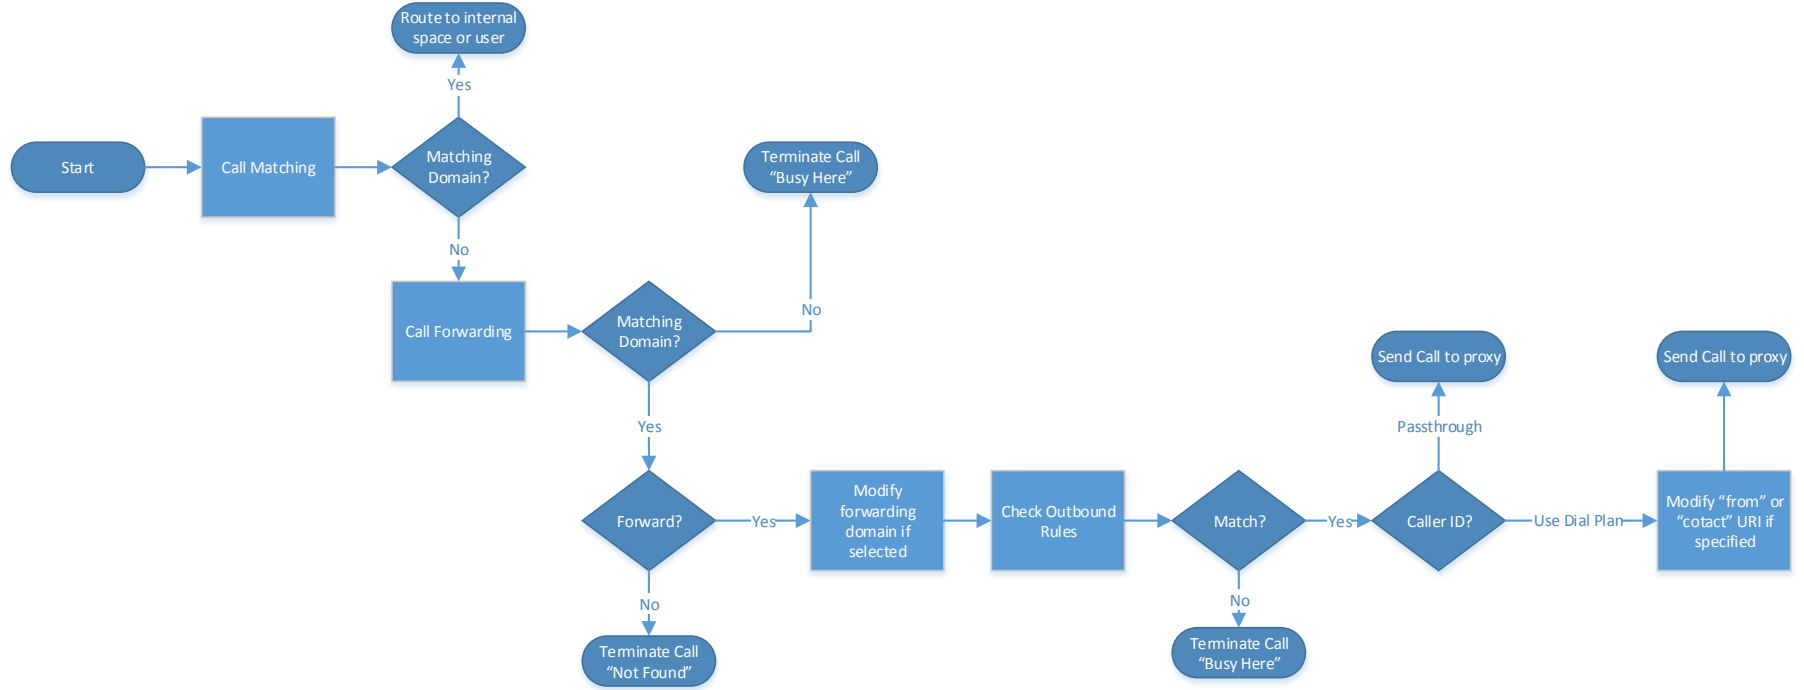 Route to internal
space or user
Yes
Start
Call Matching
Matching
Domain?
Terminate Call
“Busy Here”
No
Call Forwarding
Matching
Domain?
No
Send Call to proxy
Send Call to proxy
Yes
Passthrough
Forward?
Yes
Modify
forwarding
domain if
selected
Check Outbound
Rules
Match?
Yes
Caller ID?
Use Dial Plan
Modify “from” or
“cotact” URI if
specified
No
Terminate Call
“Not Found”
No
Terminate Call
“Busy Here”